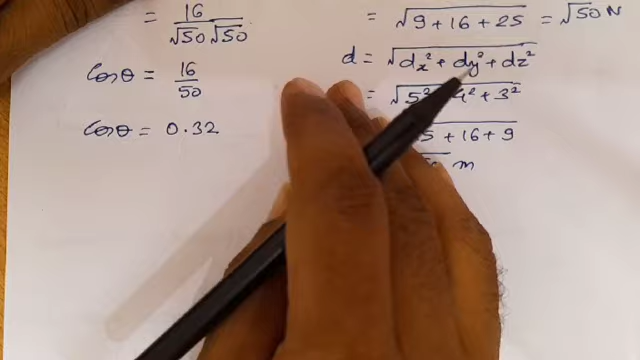 = 16 / √50 √50
cosθ = 16 / 50
cosθ = 0.32
= √9 + 16 + 25 = √50 N
d = √dx² + dy² + dz²
= √5² 4² + 3²
5 + 16 + 9
m